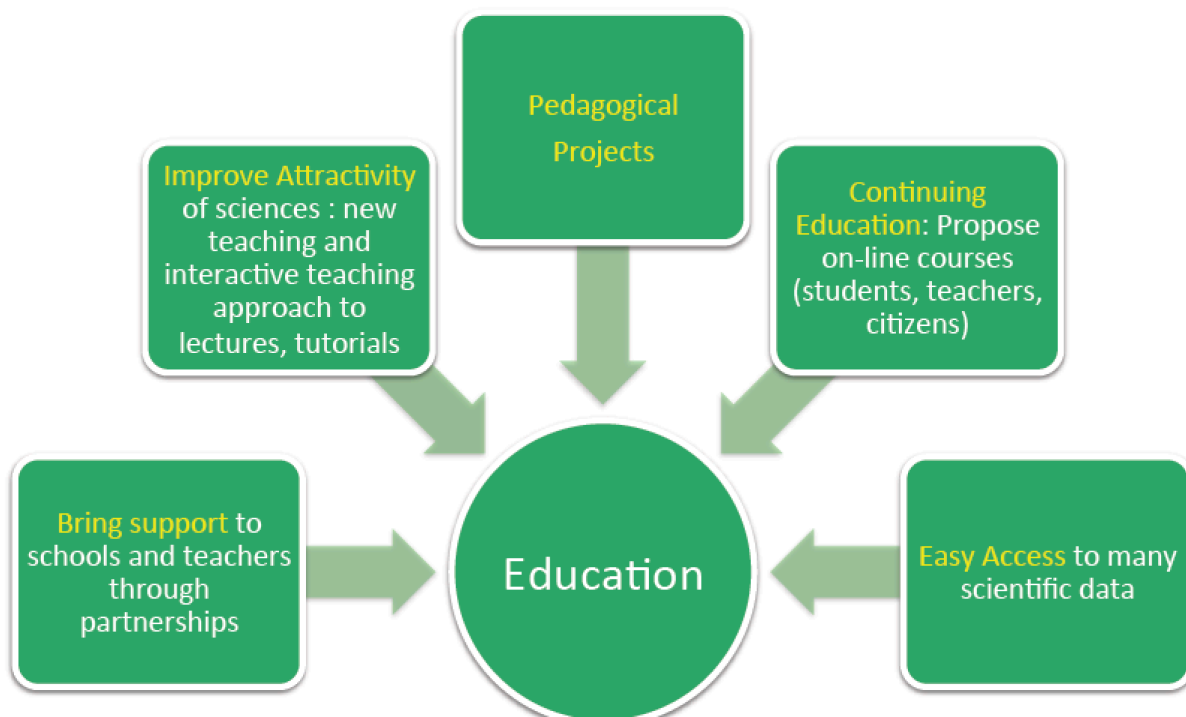 Pedagogical
Projects
Improve Attractivity
of sciences : new
teaching and
interactive teaching
approach to
lectures, tutorials
Continuing
Education: Propose
on-line courses
(students, teachers,
citizens)
Bring support to
schools and teachers
through
partnerships
Education
Easy Access to many
scientific data